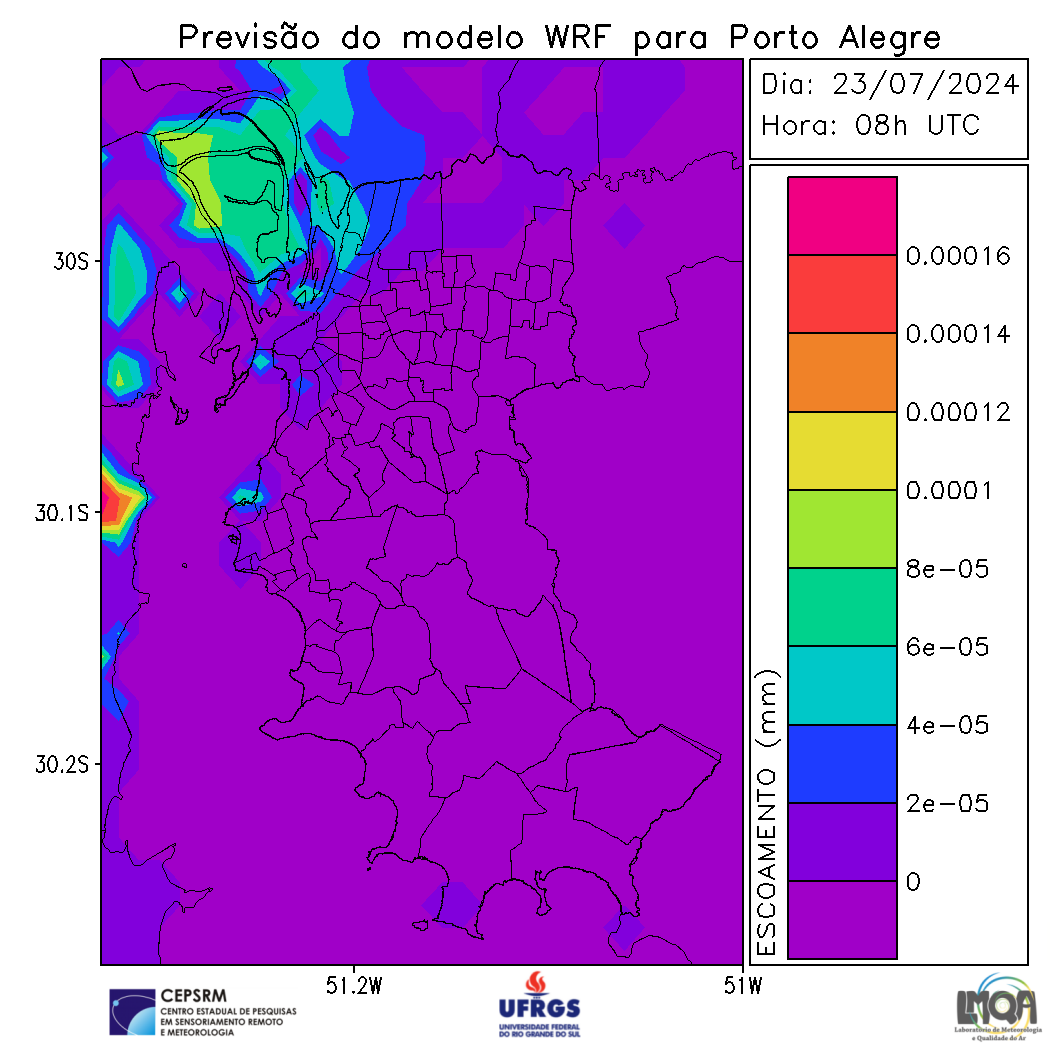 Previsão do modelo WRF para Porto Alegre
Dia: 23/07/2024
Hora: 08h UTC
30S
30.1S
30.2S
51.2W
51W
ESCOAMENTO (mm)
0.00016
0.00014
0.00012
0.0001
8e-05
6e-05
4e-05
2e-05
0
CEPSRM
CENTRO ESTADUAL DE PESQUISAS
EM SENSORIAMENTO REMOTO
E METEOROLOGIA
UFRGS
UNIVERSIDADE FEDERAL
DO RIO GRANDE DO SUL
LMQA
Laboratório de Meteorologia
e Qualidade do Ar